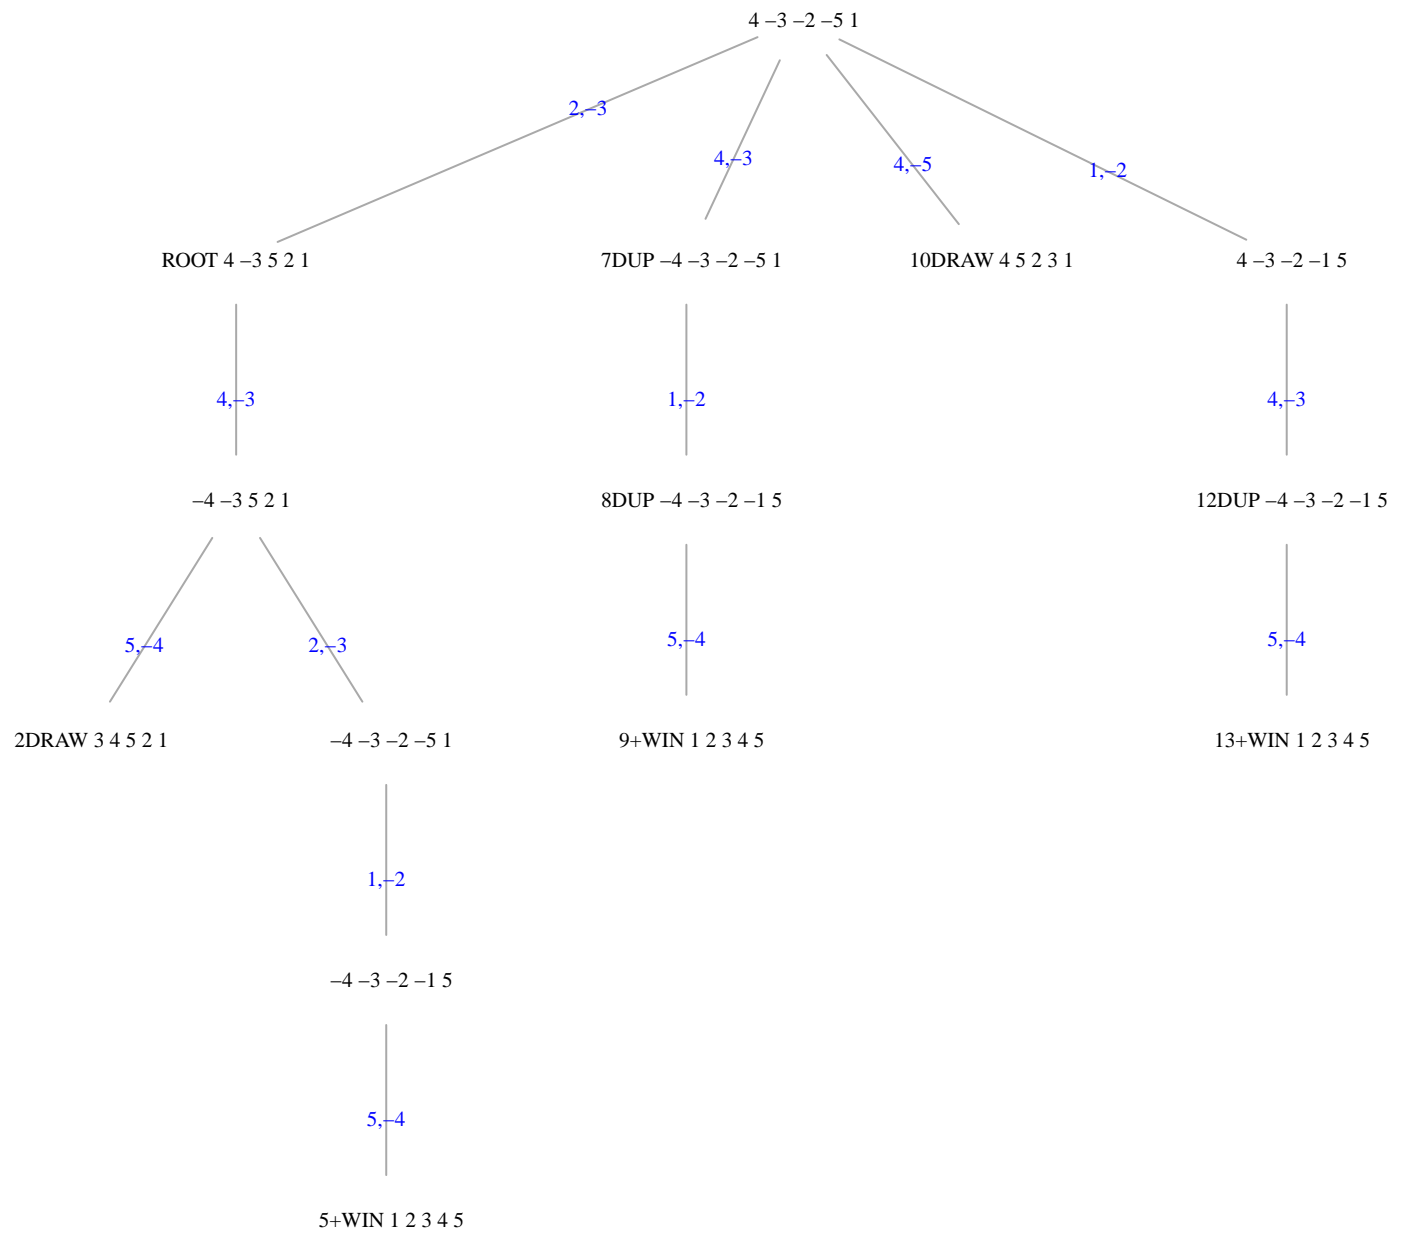 4 –3 –2 –5 1
2,–3
4,–3
4,–5
1,–2
ROOT 4 –3 5 2 1
7DUP –4 –3 –2 –5 1
10DRAW 4 5 2 3 1
4 –3 –2 –1 5
4,–3
1,–2
4,–3
–4 –3 5 2 1
8DUP –4 –3 –2 –1 5
12DUP –4 –3 –2 –1 5
5,–4
2,–3
5,–4
5,–4
2DRAW 3 4 5 2 1
–4 –3 –2 –5 1
9+WIN 1 2 3 4 5
13+WIN 1 2 3 4 5
1,–2
–4 –3 –2 –1 5
5,–4
5+WIN 1 2 3 4 5